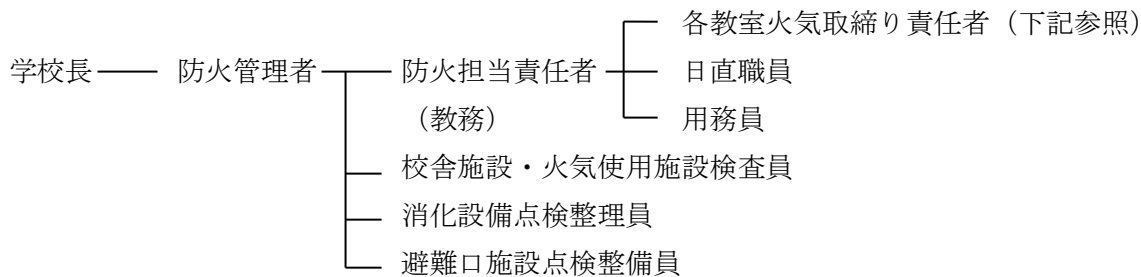 各教室火気取締り責任者（下記参照）
学校長 防火管理者 防火担当責任者 日直職員
（教務） 用務員
校舎施設・火気使用施設検査員
消化設備点検整理員
避難口施設点検整備員